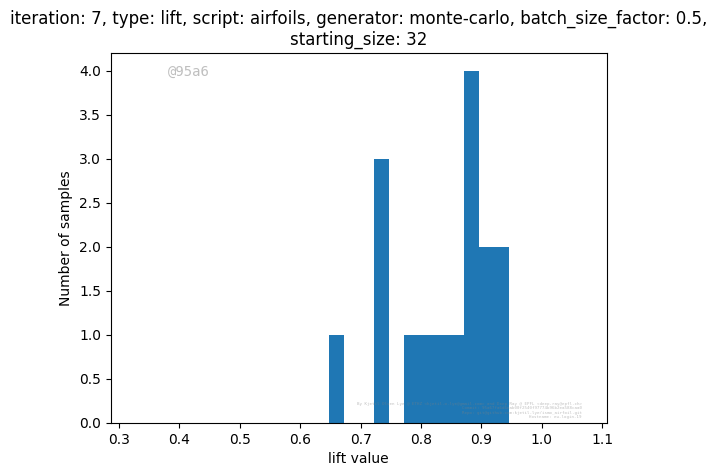 iteration: 7, type: lift, script: airfoils, generator: monte-carlo, batch_size_factor: 0.5,
starting_size: 32
@95a6
4.0
3.5
3.0
2.5
2.0
1.5
1.0
0.5
0.0
Number of samples
0.3 0.4 0.5 0.6 0.7 0.8 0.9 1.0 1.1
lift value